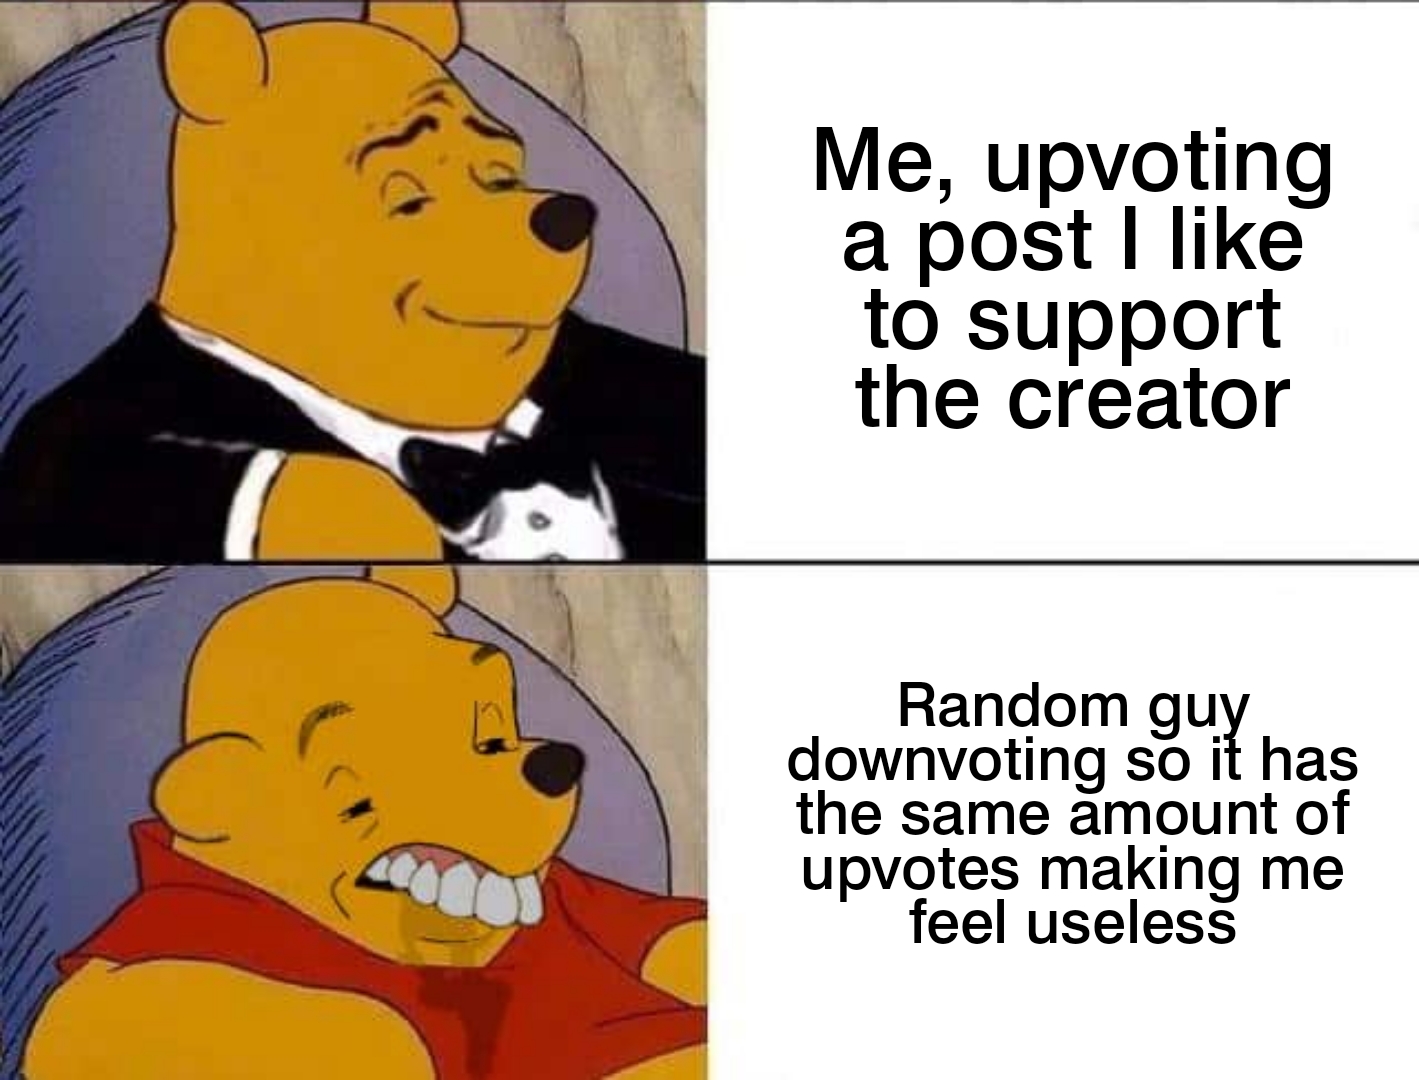 Me, upvoting
a post I like
to support
the creator
Random guy
downvoting so it has
the same amount of
upvotes making me
feel useless